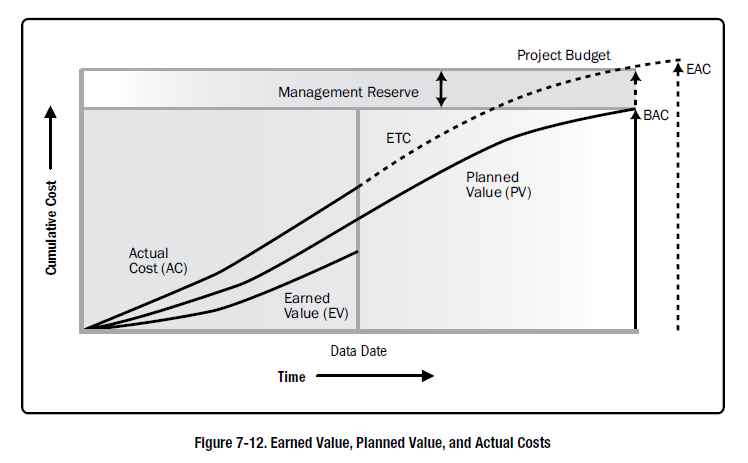 Project Budget
EAC
Management Reserve
BAC
ETC
Cumulative Cost
Planned
Value (PV)
Actual
Cost (AC)
Earned
Value (EV)
Data Date
Time
Figure 7-12. Earned Value, Planned Value, and Actual Costs